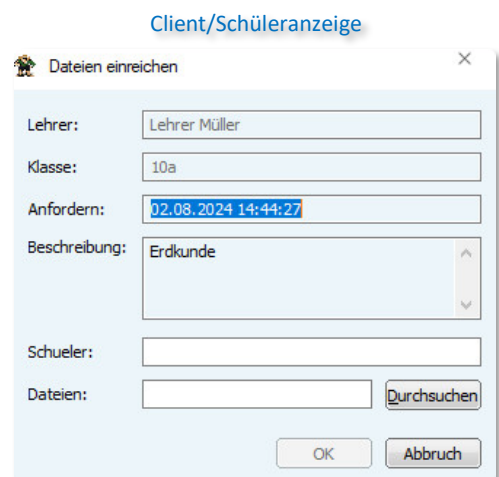 Client/Schüleranzeige
Dateien einreichen
Lehrer: Lehrer Müller
Klasse: 10a
Anfordern: 02.08.2024 14:44:27
Beschreibung: Erdkunde
Schueler:
Dateien: Durchsuchen
OK Abbruch